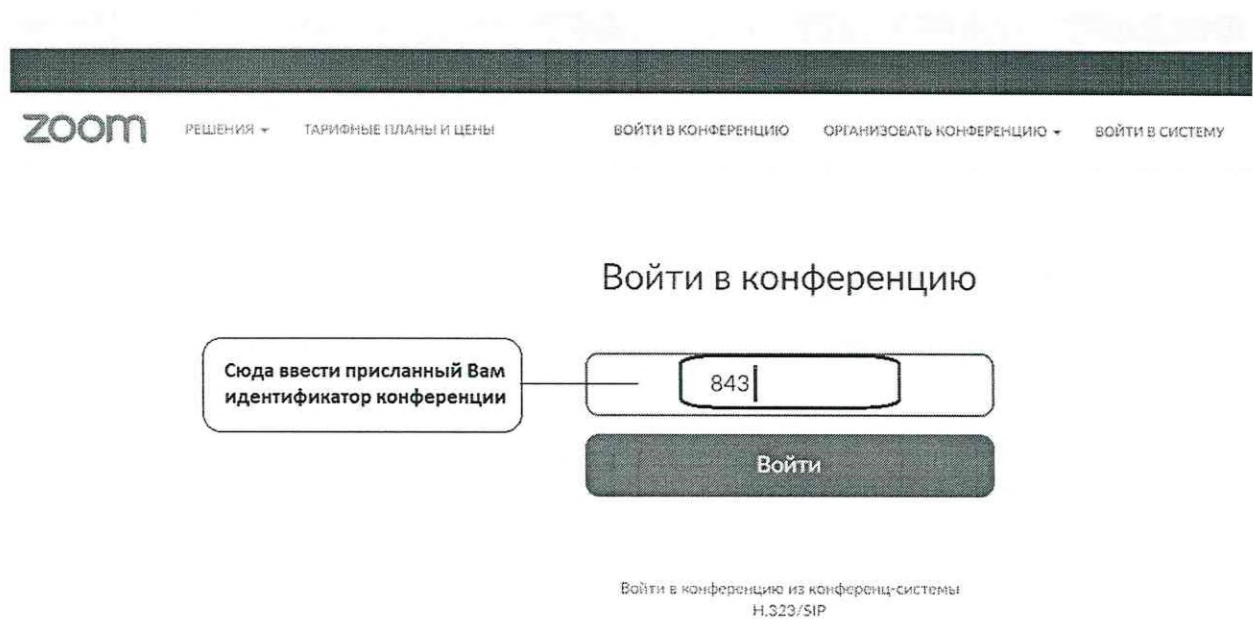 zoom
РЕШЕНИЯ
ТАРИФНЫЕ ПЛАНЫ И ЦЕНЫ
ВОЙТИ В КОНФЕРЕНЦИЮ
ОРГАНИЗОВАТЬ КОНФЕРЕНЦИЮ
ВОЙТИ В СИСТЕМУ
Войти в конференцию
Сюда ввести присланный Вам
идентификатор конференции
843
Войти
Войти в конференцию из конференц-системы
H.323/SIP